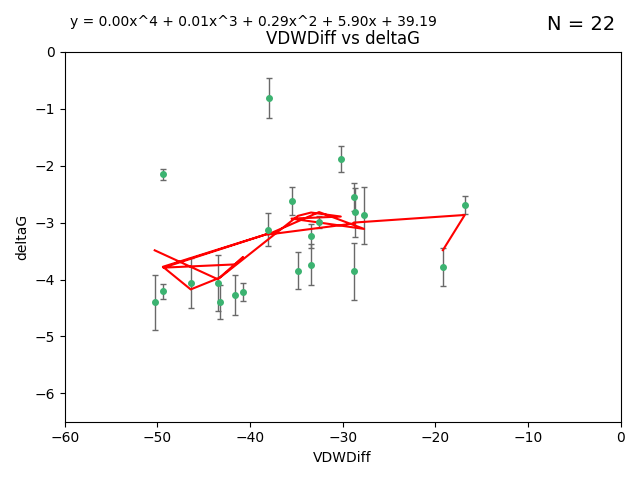 y = 0.00x^4 + 0.01x^3 + 0.29x^2 + 5.90x + 39.19
N = 22
VDWDiff vs deltaG
0
−1
−2
−3
−4
−5
−6
deltaG
−60
−50
−40
−30
−20
−10
0
VDWDiff